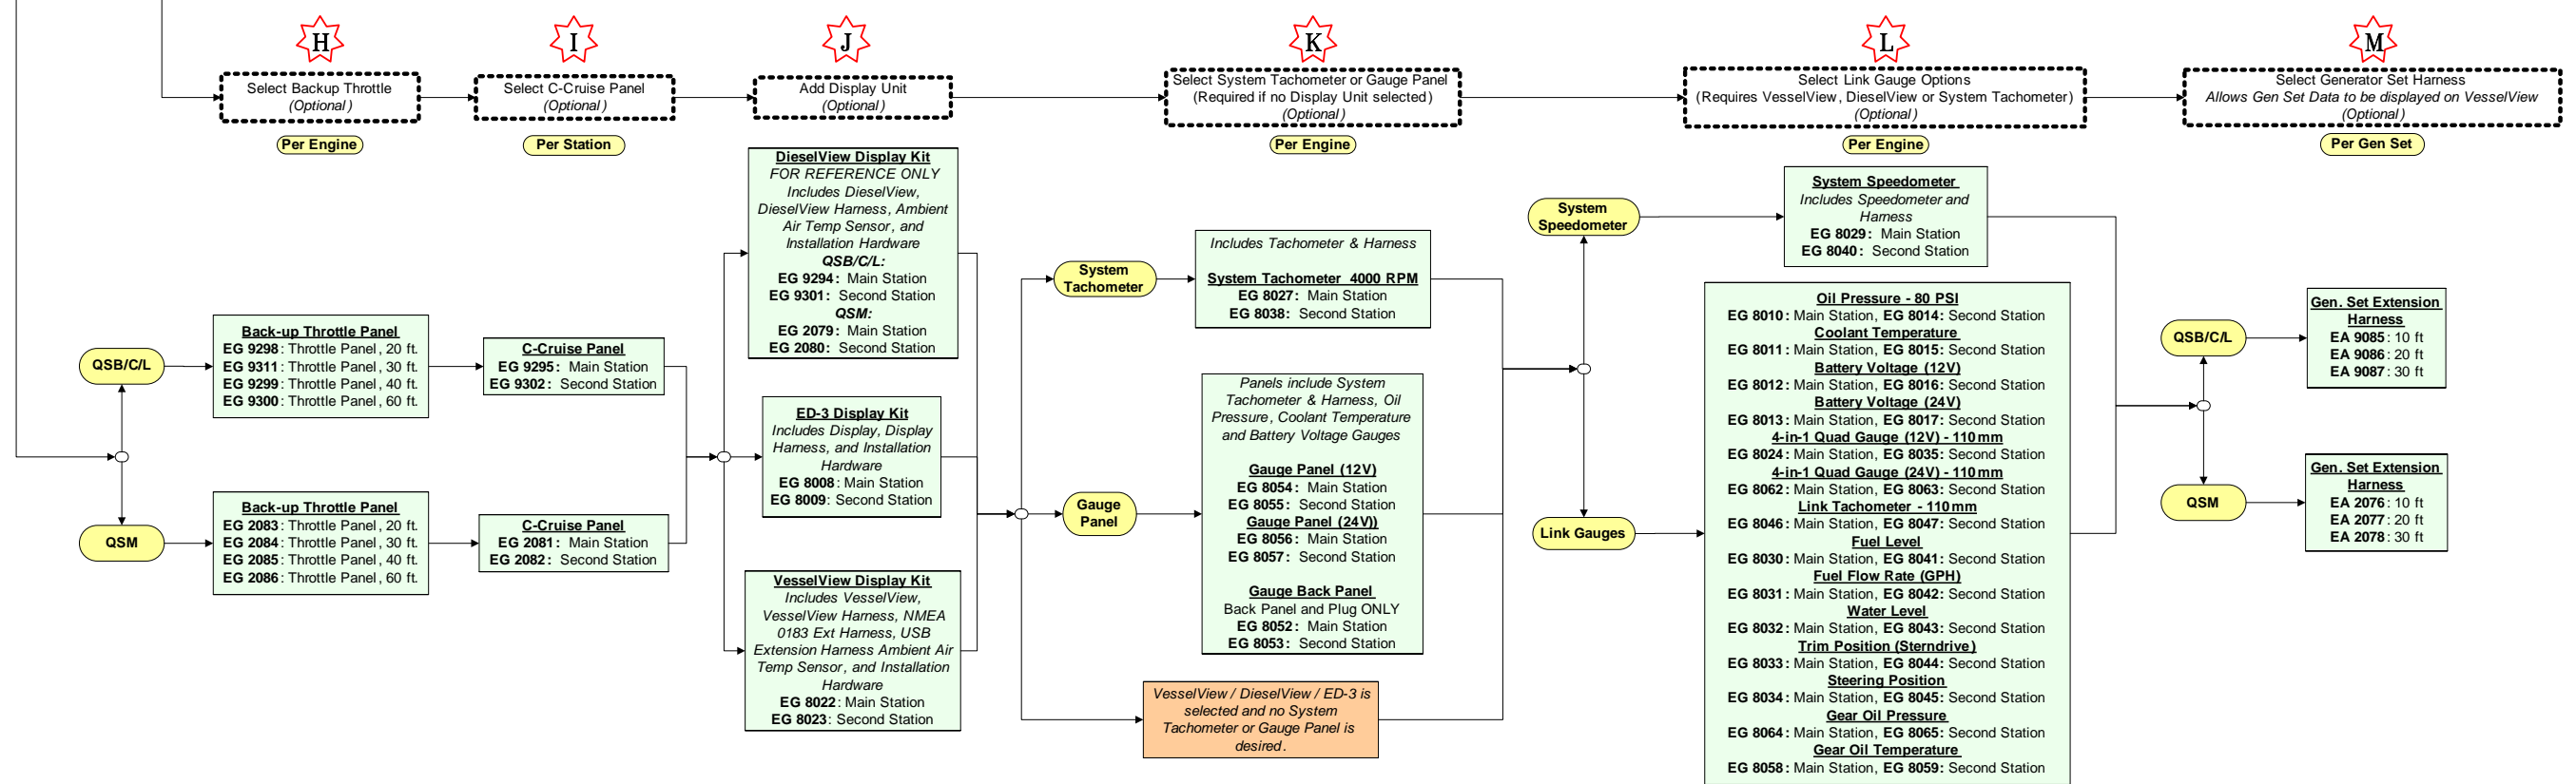 H
Select Backup Throttle
(Optional)
Per Engine
I
Select C-Cruise Panel
(Optional)
Per Station
J
Add Display Unit
(Optional)
K
Select System Tachometer or Gauge Panel
(Required if no Display Unit selected)
(Optional)
Per Engine
L
Select Link Gauge Options
(Requires VesselView, DieselView or System Tachometer)
(Optional)
Per Engine
M
Select Generator Set Harness
Allows Gen Set Data to be displayed on VesselView
(Optional)
Per Gen Set
QSB/C/L
QSM
Back-up Throttle Panel
EG 9298: Throttle Panel, 20 ft.
EG 9311: Throttle Panel, 30 ft.
EG 9299: Throttle Panel, 40 ft.
EG 9300: Throttle Panel, 60 ft.
Back-up Throttle Panel
EG 2083: Throttle Panel, 20 ft.
EG 2084: Throttle Panel, 30 ft.
EG 2085: Throttle Panel, 40 ft.
EG 2086: Throttle Panel, 60 ft.
C-Cruise Panel
EG 9295: Main Station
EG 9302: Second Station
C-Cruise Panel
EG 2081: Main Station
EG 2082: Second Station
DieselView Display Kit
FOR REFERENCE ONLY
Includes DieselView,
DieselView Harness, Ambient
Air Temp Sensor, and
Installation Hardware
QSB/C/L:
EG 9294: Main Station
EG 9301: Second Station
QSM:
EG 2079: Main Station
EG 2080: Second Station
ED-3 Display Kit
Includes Display, Display
Harness, and Installation
Hardware
EG 8008: Main Station
EG 8009: Second Station
VesselView Display Kit
Includes VesselView,
VesselView Harness, NMEA
0183 Ext Harness, USB
Extension Harness Ambient Air
Temp Sensor, and Installation
Hardware
EG 8022: Main Station
EG 8023: Second Station
System
Tachometer
Gauge
Panel
Includes Tachometer & Harness
System Tachometer 4000 RPM
EG 8027: Main Station
EG 8038: Second Station
Panels include System
Tachometer & Harness, Oil
Pressure, Coolant Temperature
and Battery Voltage Gauges
Gauge Panel (12V)
EG 8054: Main Station
EG 8055: Second Station
Gauge Panel (24V))
EG 8056: Main Station
EG 8057: Second Station
Gauge Back Panel
Back Panel and Plug ONLY
EG 8052: Main Station
EG 8053: Second Station
VesselView / DieselView / ED-3 is
selected and no System
Tachometer or Gauge Panel is
desired.
System
Speedometer
Link Gauges
System Speedometer
Includes Speedometer and
Harness
EG 8029: Main Station
EG 8040: Second Station
Oil Pressure - 80 PSI
EG 8010: Main Station, EG 8014: Second Station
Coolant Temperature
EG 8011: Main Station, EG 8015: Second Station
Battery Voltage (12V)
EG 8012: Main Station, EG 8016: Second Station
Battery Voltage (24V)
EG 8013: Main Station, EG 8017: Second Station
4-in-1 Quad Gauge (12V) - 110mm
EG 8024: Main Station, EG 8035: Second Station
4-in-1 Quad Gauge (24V) - 110mm
EG 8062: Main Station, EG 8063: Second Station
Link Tachometer - 110mm
EG 8046: Main Station, EG 8047: Second Station
Fuel Level
EG 8030: Main Station, EG 8041: Second Station
Fuel Flow Rate (GPH)
EG 8031: Main Station, EG 8042: Second Station
Water Level
EG 8032: Main Station, EG 8043: Second Station
Trim Position (Sterndrive)
EG 8033: Main Station, EG 8044: Second Station
Steering Position
EG 8034: Main Station, EG 8045: Second Station
Gear Oil Pressure
EG 8064: Main Station, EG 8065: Second Station
Gear Oil Temperature
EG 8058: Main Station, EG 8059: Second Station
QSB/C/L
QSM
Gen. Set Extension
Harness
EA 9085: 10 ft
EA 9086: 20 ft
EA 9087: 30 ft
Gen. Set Extension
Harness
EA 2076: 10 ft
EA 2077: 20 ft
EA 2078: 30 ft